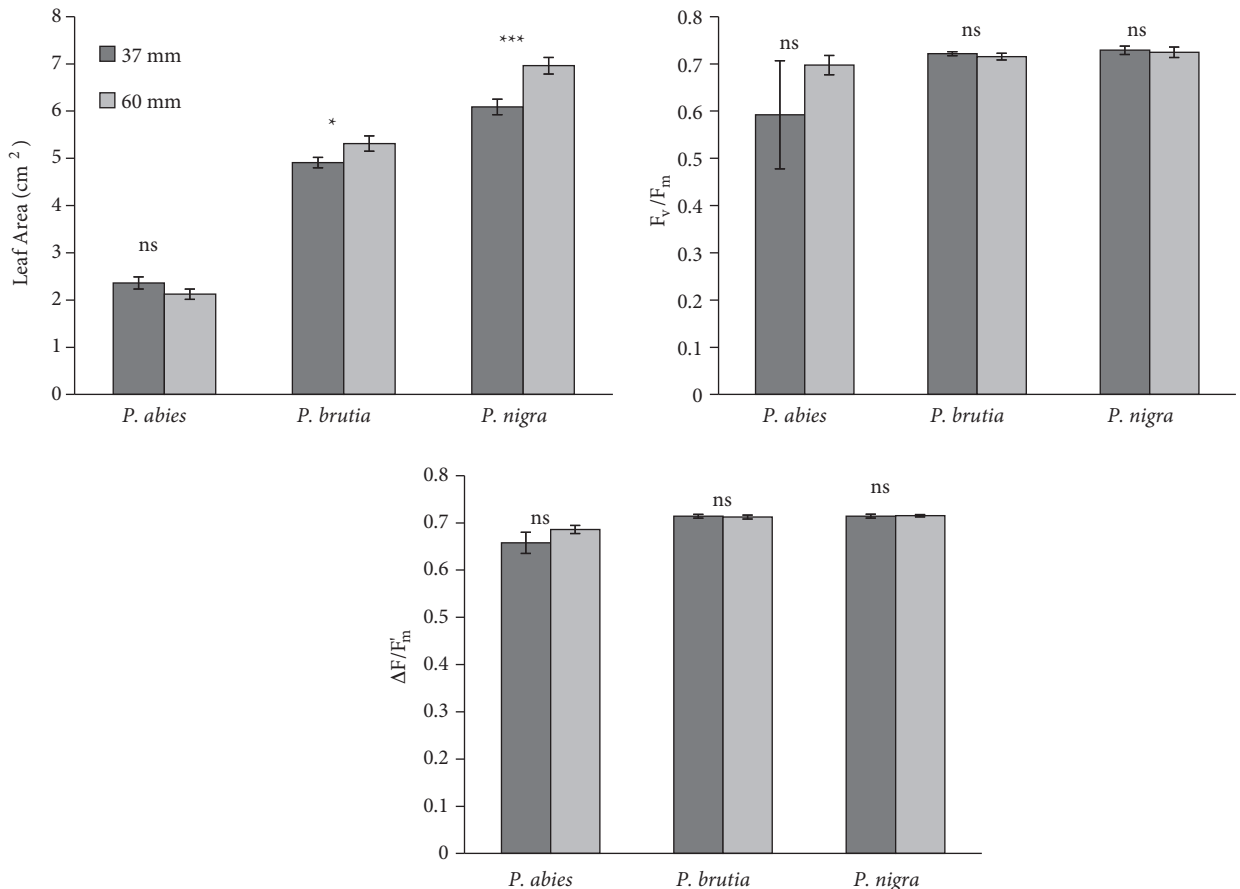 8
7
6
5
4
3
2
1
0
Leaf Area (cm 2)
37 mm
60 mm
ns
*
***
P. abies
P. brutia
P. nigra
0.8
0.7
0.6
0.5
0.4
0.3
0.2
0.1
0
Fv/Fm
ns
ns
ns
P. abies
P. brutia
P. nigra
0.8
0.7
0.6
0.5
0.4
0.3
0.2
0.1
0
ΔF/F'm
ns
ns
ns
P. abies
P. brutia
P. nigra